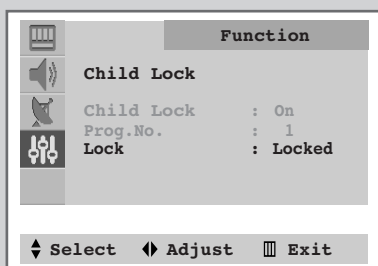 Function
Child Lock
Child Lock : On
Prog.No. : 1
Lock : Locked
Select Adjust Exit